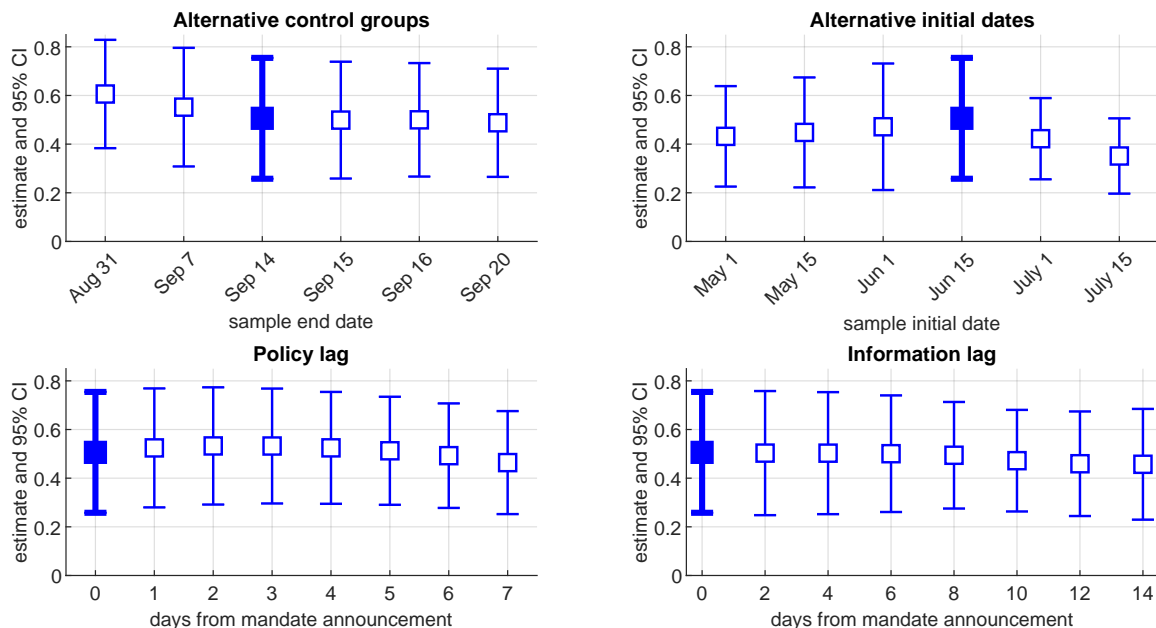 Alternative control groups
estimate and 95% CI
0.8
0.6
0.4
0.2
0
Aug 31
Sep 7
Sep 14
Sep 15
Sep 16
Sep 20
sample end date
Alternative initial dates
estimate and 95% CI
0.8
0.6
0.4
0.2
0
May 1
May 15
Jun 1
Jun 15
July 1
July 15
sample initial date
Policy lag
estimate and 95% CI
0.8
0.6
0.4
0.2
0
0 1 2 3 4 5 6 7
days from mandate announcement
Information lag
estimate and 95% CI
0.8
0.6
0.4
0.2
0
0 2 4 6 8 10 12 14
days from mandate announcement